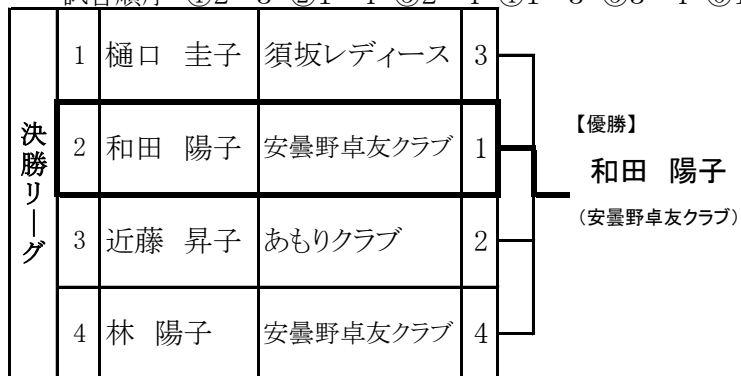 1 樋口 圭子 須坂レディース 3
決勝リーグ
2 和田 陽子 安曇野卓友クラブ 1
3 近藤 昇子 あもりクラブ 2
4 林 陽子 安曇野卓友クラブ 4
【優勝】
和田 陽子
（安曇野卓友クラブ）